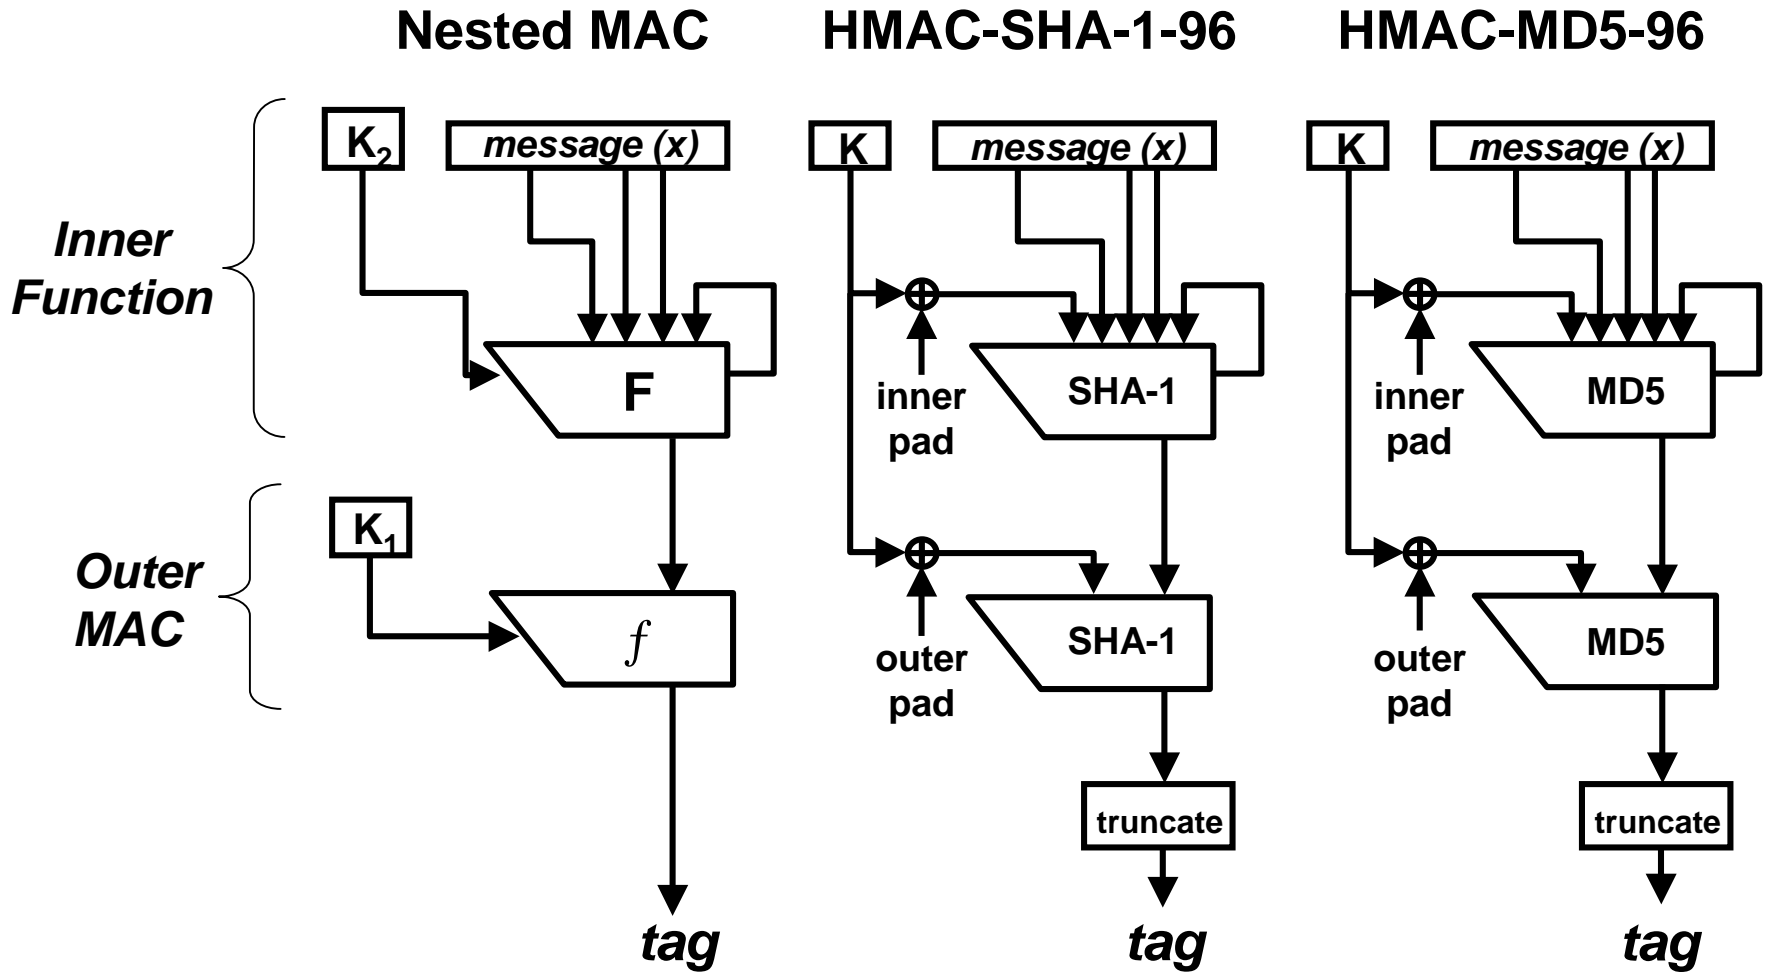 Nested MAC
HMAC-SHA-1-96
HMAC-MD5-96
Inner
Function
Outer
MAC
K₂
message (x)
F
K₁
f
tag
K
message (x)
inner
pad
SHA-1
outer
pad
SHA-1
truncate
tag
K
message (x)
inner
pad
MD5
outer
pad
MD5
truncate
tag